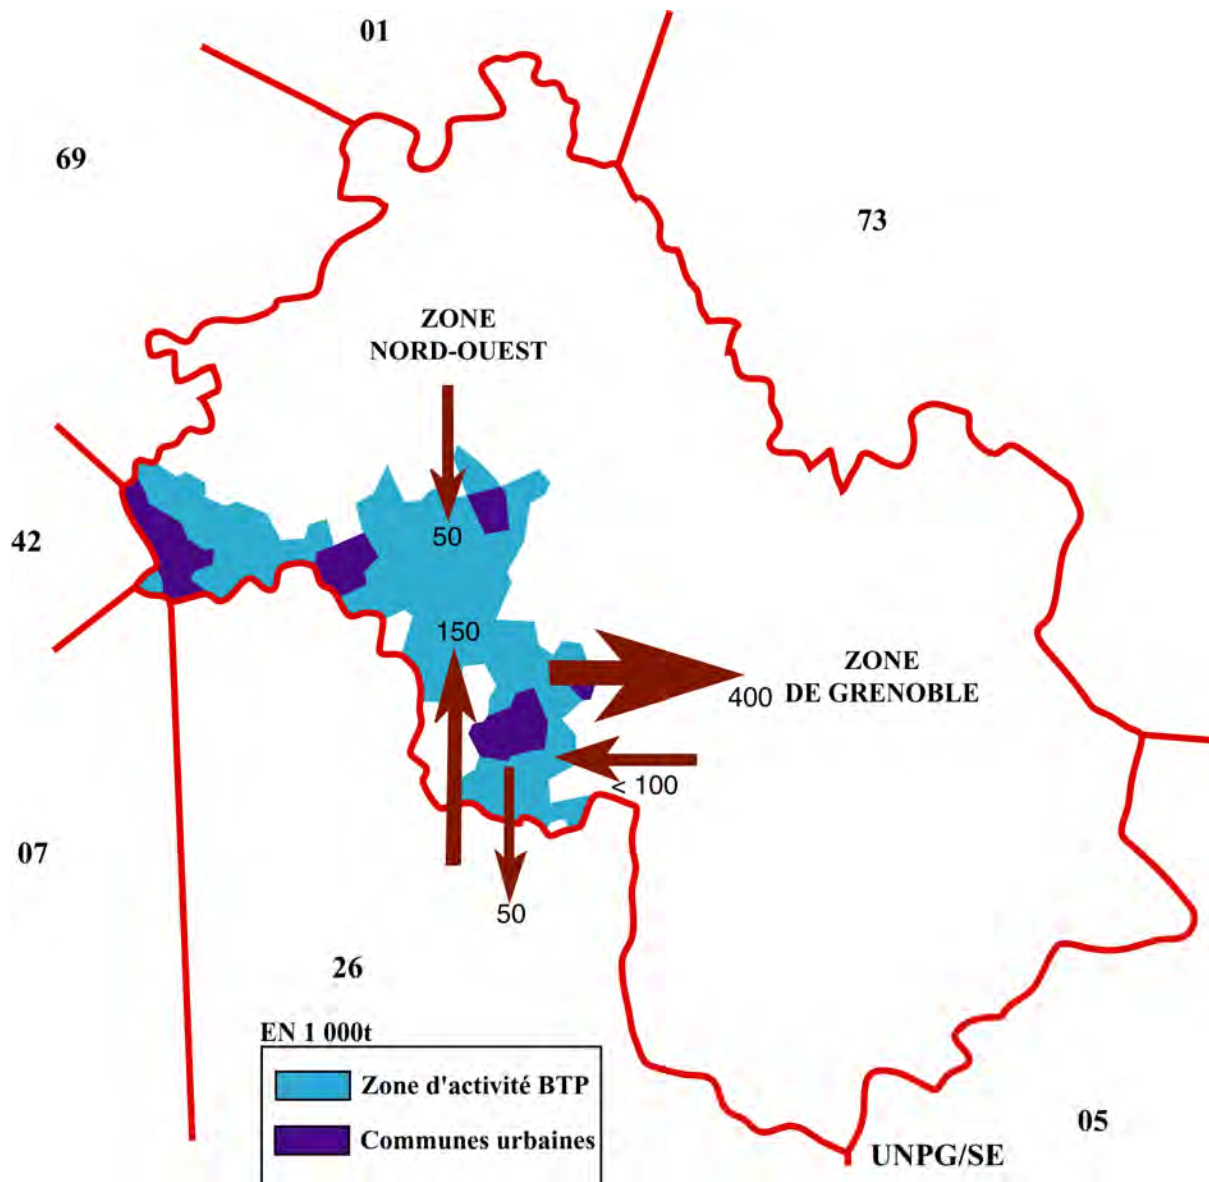 01
69
73
ZONE
NORD-OUEST
42
50
150
ZONE
DE GRENOBLE
400
< 100
07
50
26
EN 1 000t
Zone d'activité BTP
Communes urbaines
05
UNPG/SE